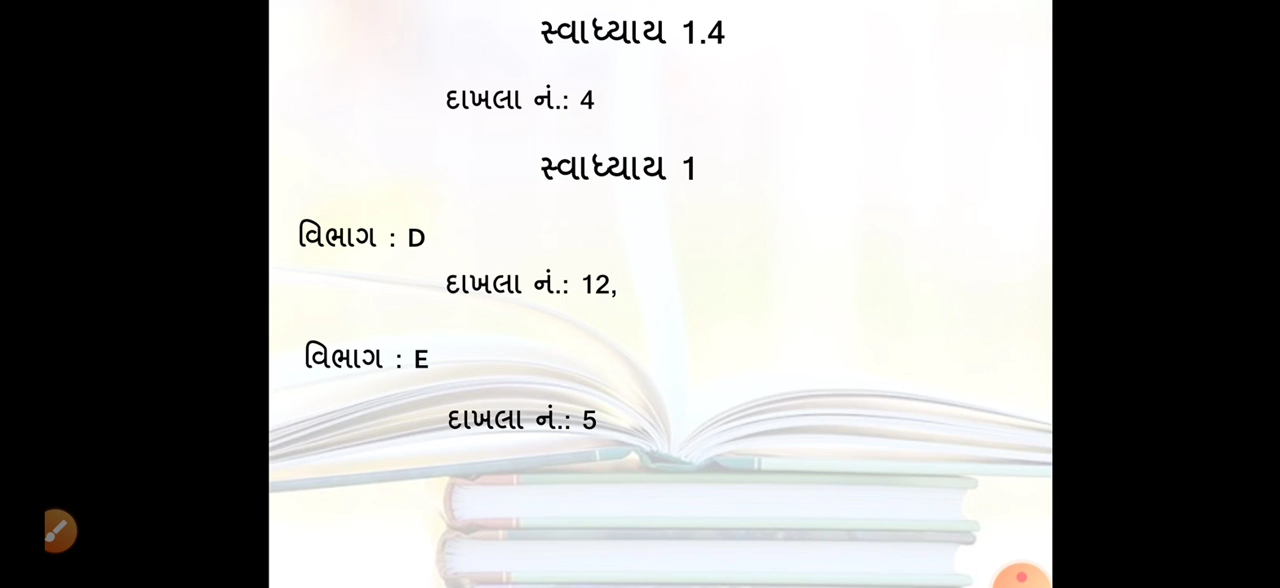 સ્વાધ્યાય 1.4
દાખલા નં.: 4
સ્વાધ્યાય 1
વિભાગ : D
દાખલા નં.: 12,
વિભાગ : E
દાખલા નં.: 5